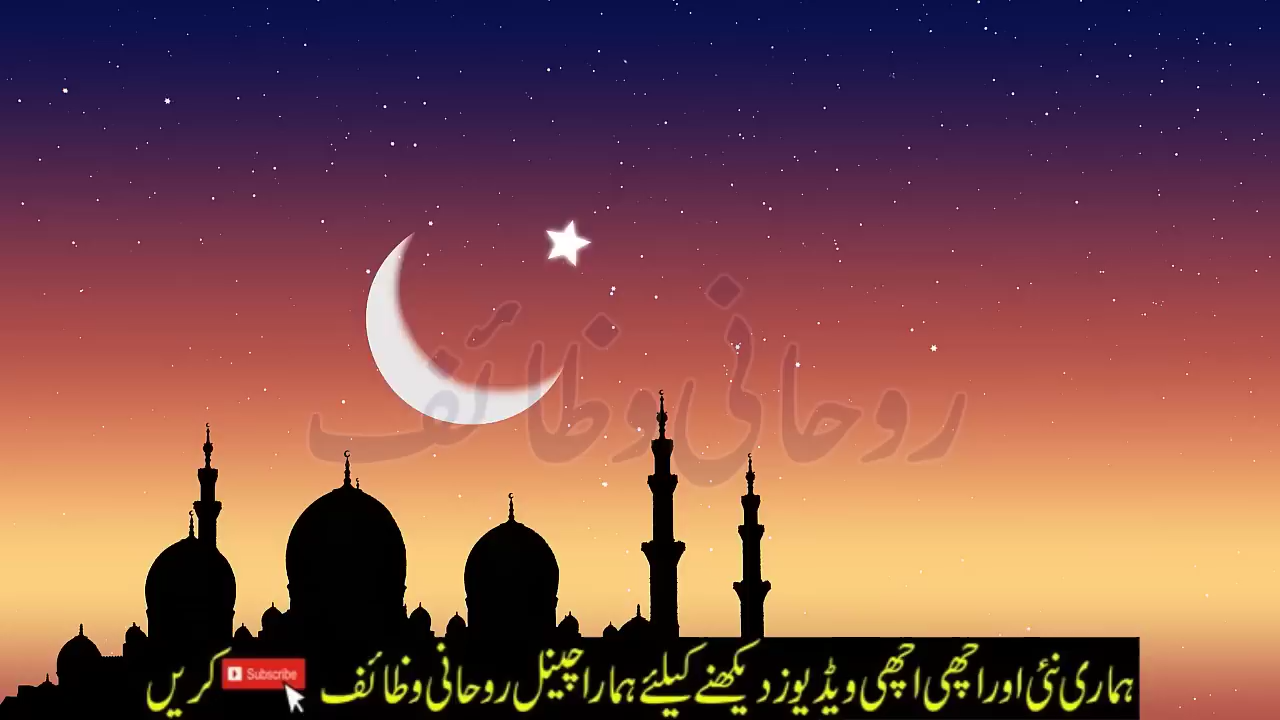 روحانی وظائف
ہماری نئی اور اچھی اچھی ویڈیوز دیکھنے کیلئے ہمارا چینل روحانی وظائف Subscribe کریں